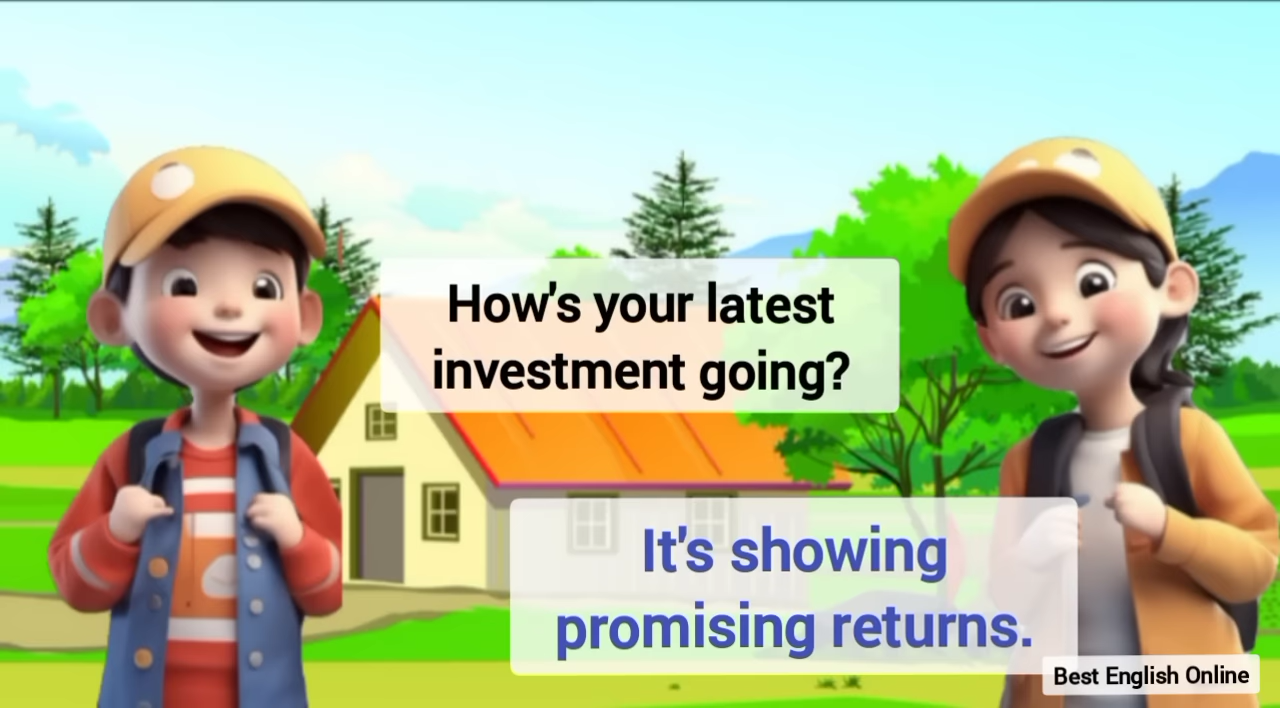 How's your latest
investment going?
It's showing
promising returns.
Best English Online